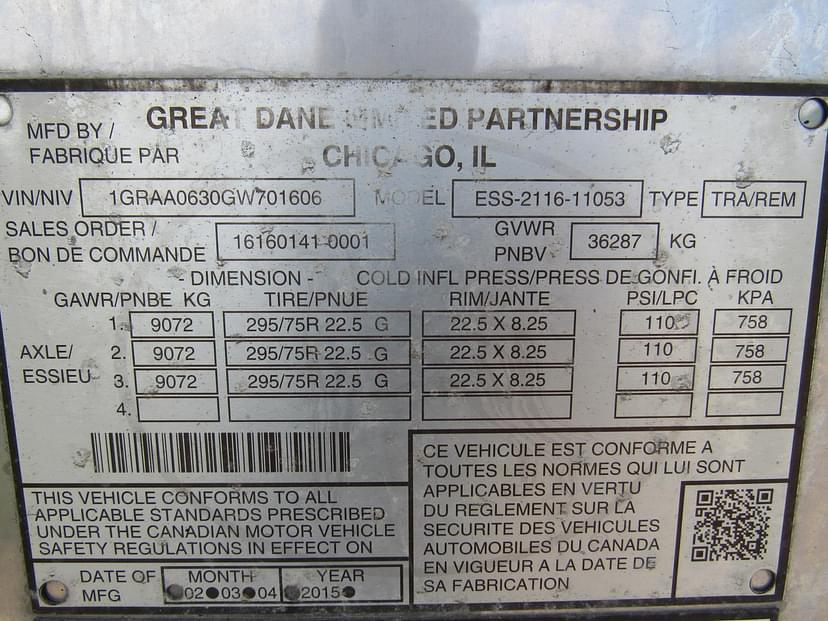 MFD BY / GREAT DANE LIMITED PARTNERSHIP
FABRIQUE PAR CHICAGO, IL
VIN/NIV 1GRAA0630GW701606 MODEL ESS-2116-11053 TYPE TRA/REM
SALES ORDER / BON DE COMMANDE 16160141-0001 GVWR PNBV 36287 KG
- DIMENSION - COLD INFL PRESS/PRESS DE GONFI. À FROID
GAWR/PNBE KG TIRE/PNUE RIM/JANTE PSI/LPC KPA
AXLE/ ESSIEU
1. 9072 295/75R 22.5 G 22.5 X 8.25 110 758
2. 9072 295/75R 22.5 G 22.5 X 8.25 110 758
3. 9072 295/75R 22.5 G 22.5 X 8.25 110 758
4.
THIS VEHICLE CONFORMS TO ALL
APPLICABLE STANDARDS PRESCRIBED
UNDER THE CANADIAN MOTOR VEHICLE
SAFETY REGULATIONS IN EFFECT ON
DATE OF MFG MONTH 02 03 04 YEAR 2015
CE VEHICULE EST CONFORME A
TOUTES LES NORMES QUI LUI SONT
APPLICABLES EN VERTU
DU REGLEMENT SUR LA
SECURITE DES VEHICULES
AUTOMOBILES DU CANADA
EN VIGUEUR A LA DATE DE
SA FABRICATION